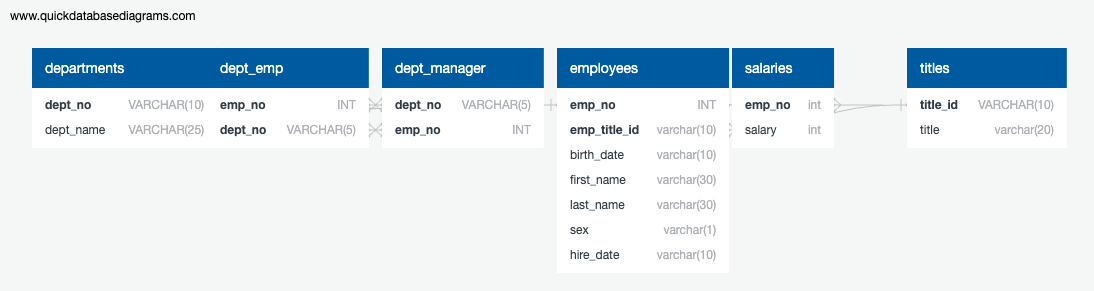 www.quickdatabasediagrams.com
departments
dept_no VARCHAR(10)
dept_name VARCHAR(25)
dept_emp
emp_no INT
dept_no VARCHAR(5)
dept_manager
dept_no VARCHAR(5)
emp_no INT
employees
emp_no INT
emp_title_id varchar(10)
birth_date varchar(10)
first_name varchar(30)
last_name varchar(30)
sex varchar(1)
hire_date varchar(10)
salaries
emp_no int
salary int
titles
title_id VARCHAR(10)
title varchar(20)